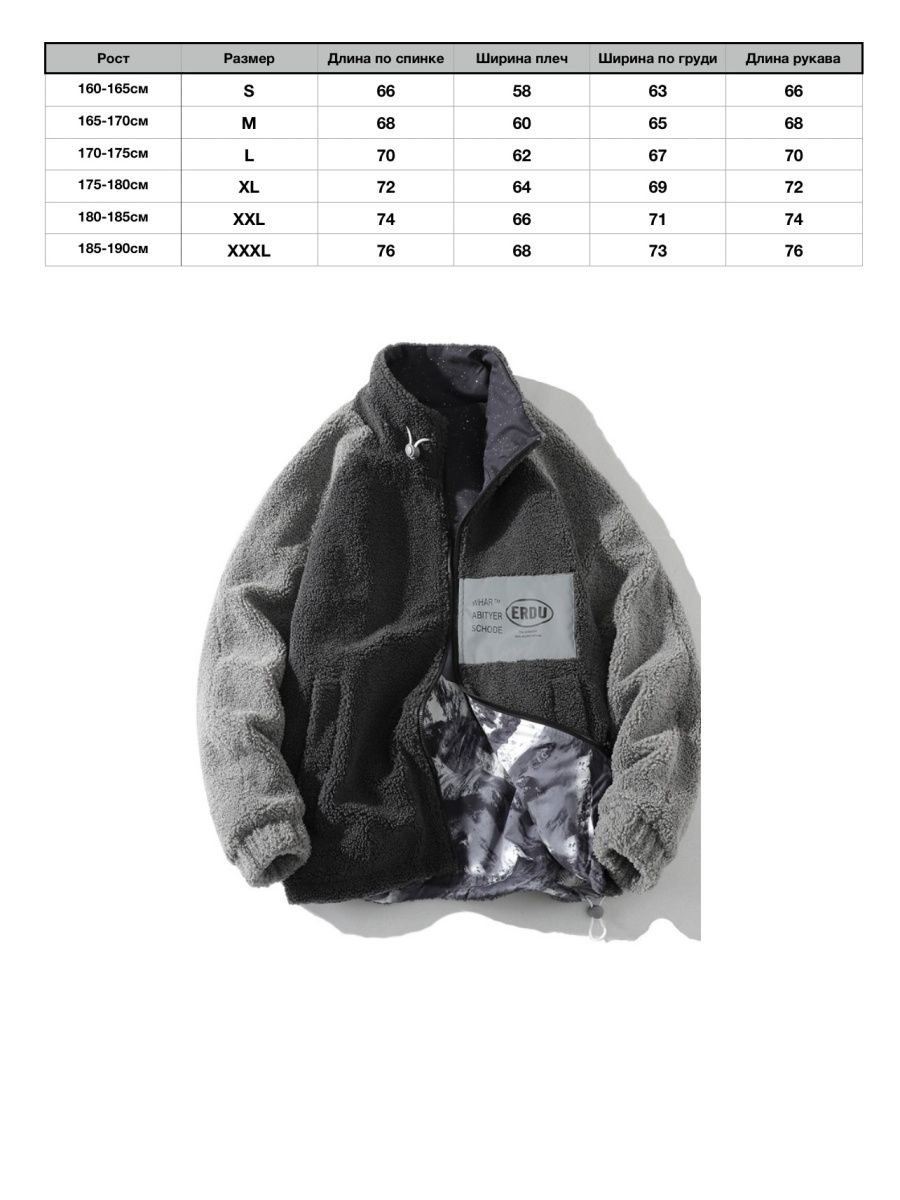 Рост Размер Длина по спинке Ширина плеч Ширина по груди Длина рукава
160-165см S 66 58 63 66
165-170см M 68 60 65 68
170-175см L 70 62 67 70
175-180см XL 72 64 69 72
180-185см XXL 74 66 71 74
185-190см XXXL 76 68 73 76
WHAR™
ABITYER
SCHODE
ERDU